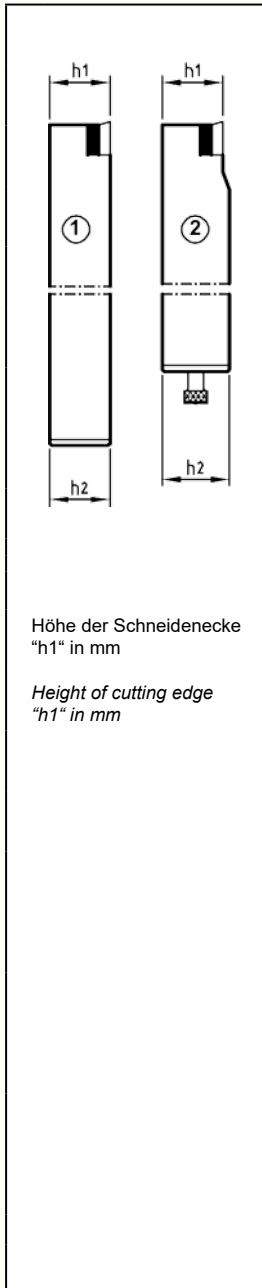 h1
h1
1
2
h2
h2
Höhe der Schneidenecke
“h1“ in mm
Height of cutting edge
“h1“ in mm